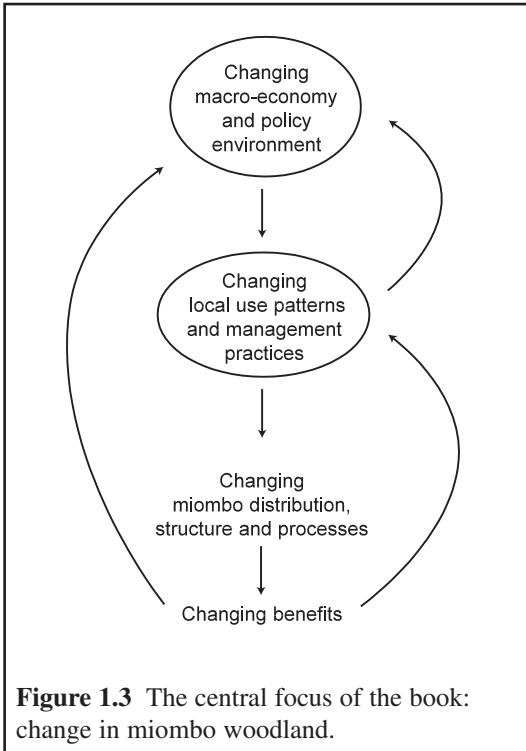 Changing
macro-economy
and policy
environment
Changing
local use patterns
and management
practices
Changing
miombo distribution,
structure and processes
Changing benefits
Figure 1.3 The central focus of the book:
change in miombo woodland.